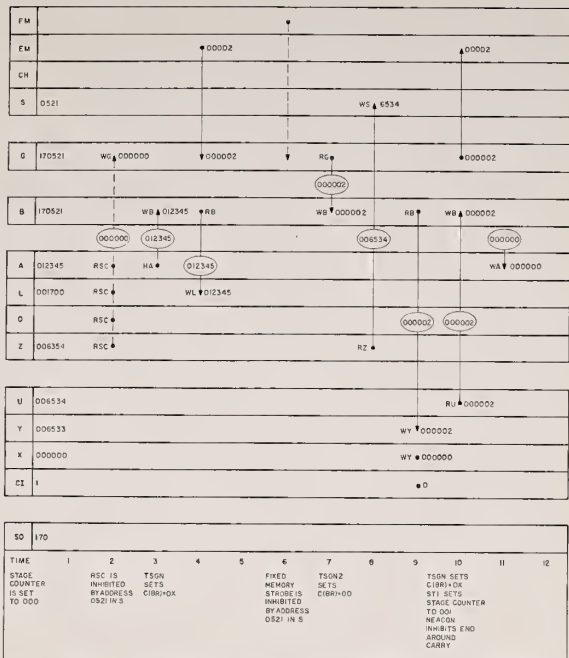 FM
EM 00002 00002
CH
S 0521 WS 6534
G 170521 WG 000000 000002 RG 000002
000002
B 170521 WB 012345 RB WB 000002 RB WB 000002
000000 012345 006534 000000
A 012345 RSC HA 012345 WA 000000
L 001700 RSC WL 012345
Q RSC 000002 000002
Z 006354 RSC RZ
U 006534 RU 000002
Y 006533 WY 000002
X 000000 WY 000000
CI 1 0
SQ 170
TIME 1 2 3 4 5 6 7 8 9 10 11 12
STAGE COUNTER IS SET TO 000
RSC IS INHIBITED BY ADDRESS 0521 IN S
TSGN SETS C(BR)=0X
FIXED MEMORY STROBE IS INHIBITED BY ADDRESS 0521 IN S
TSGN2 SETS C(BR)=00
TSGN SETS C(BR)=0X
ST1 SETS STAGE COUNTER TO 001
NEACON INHIBITS END AROUND CARRY